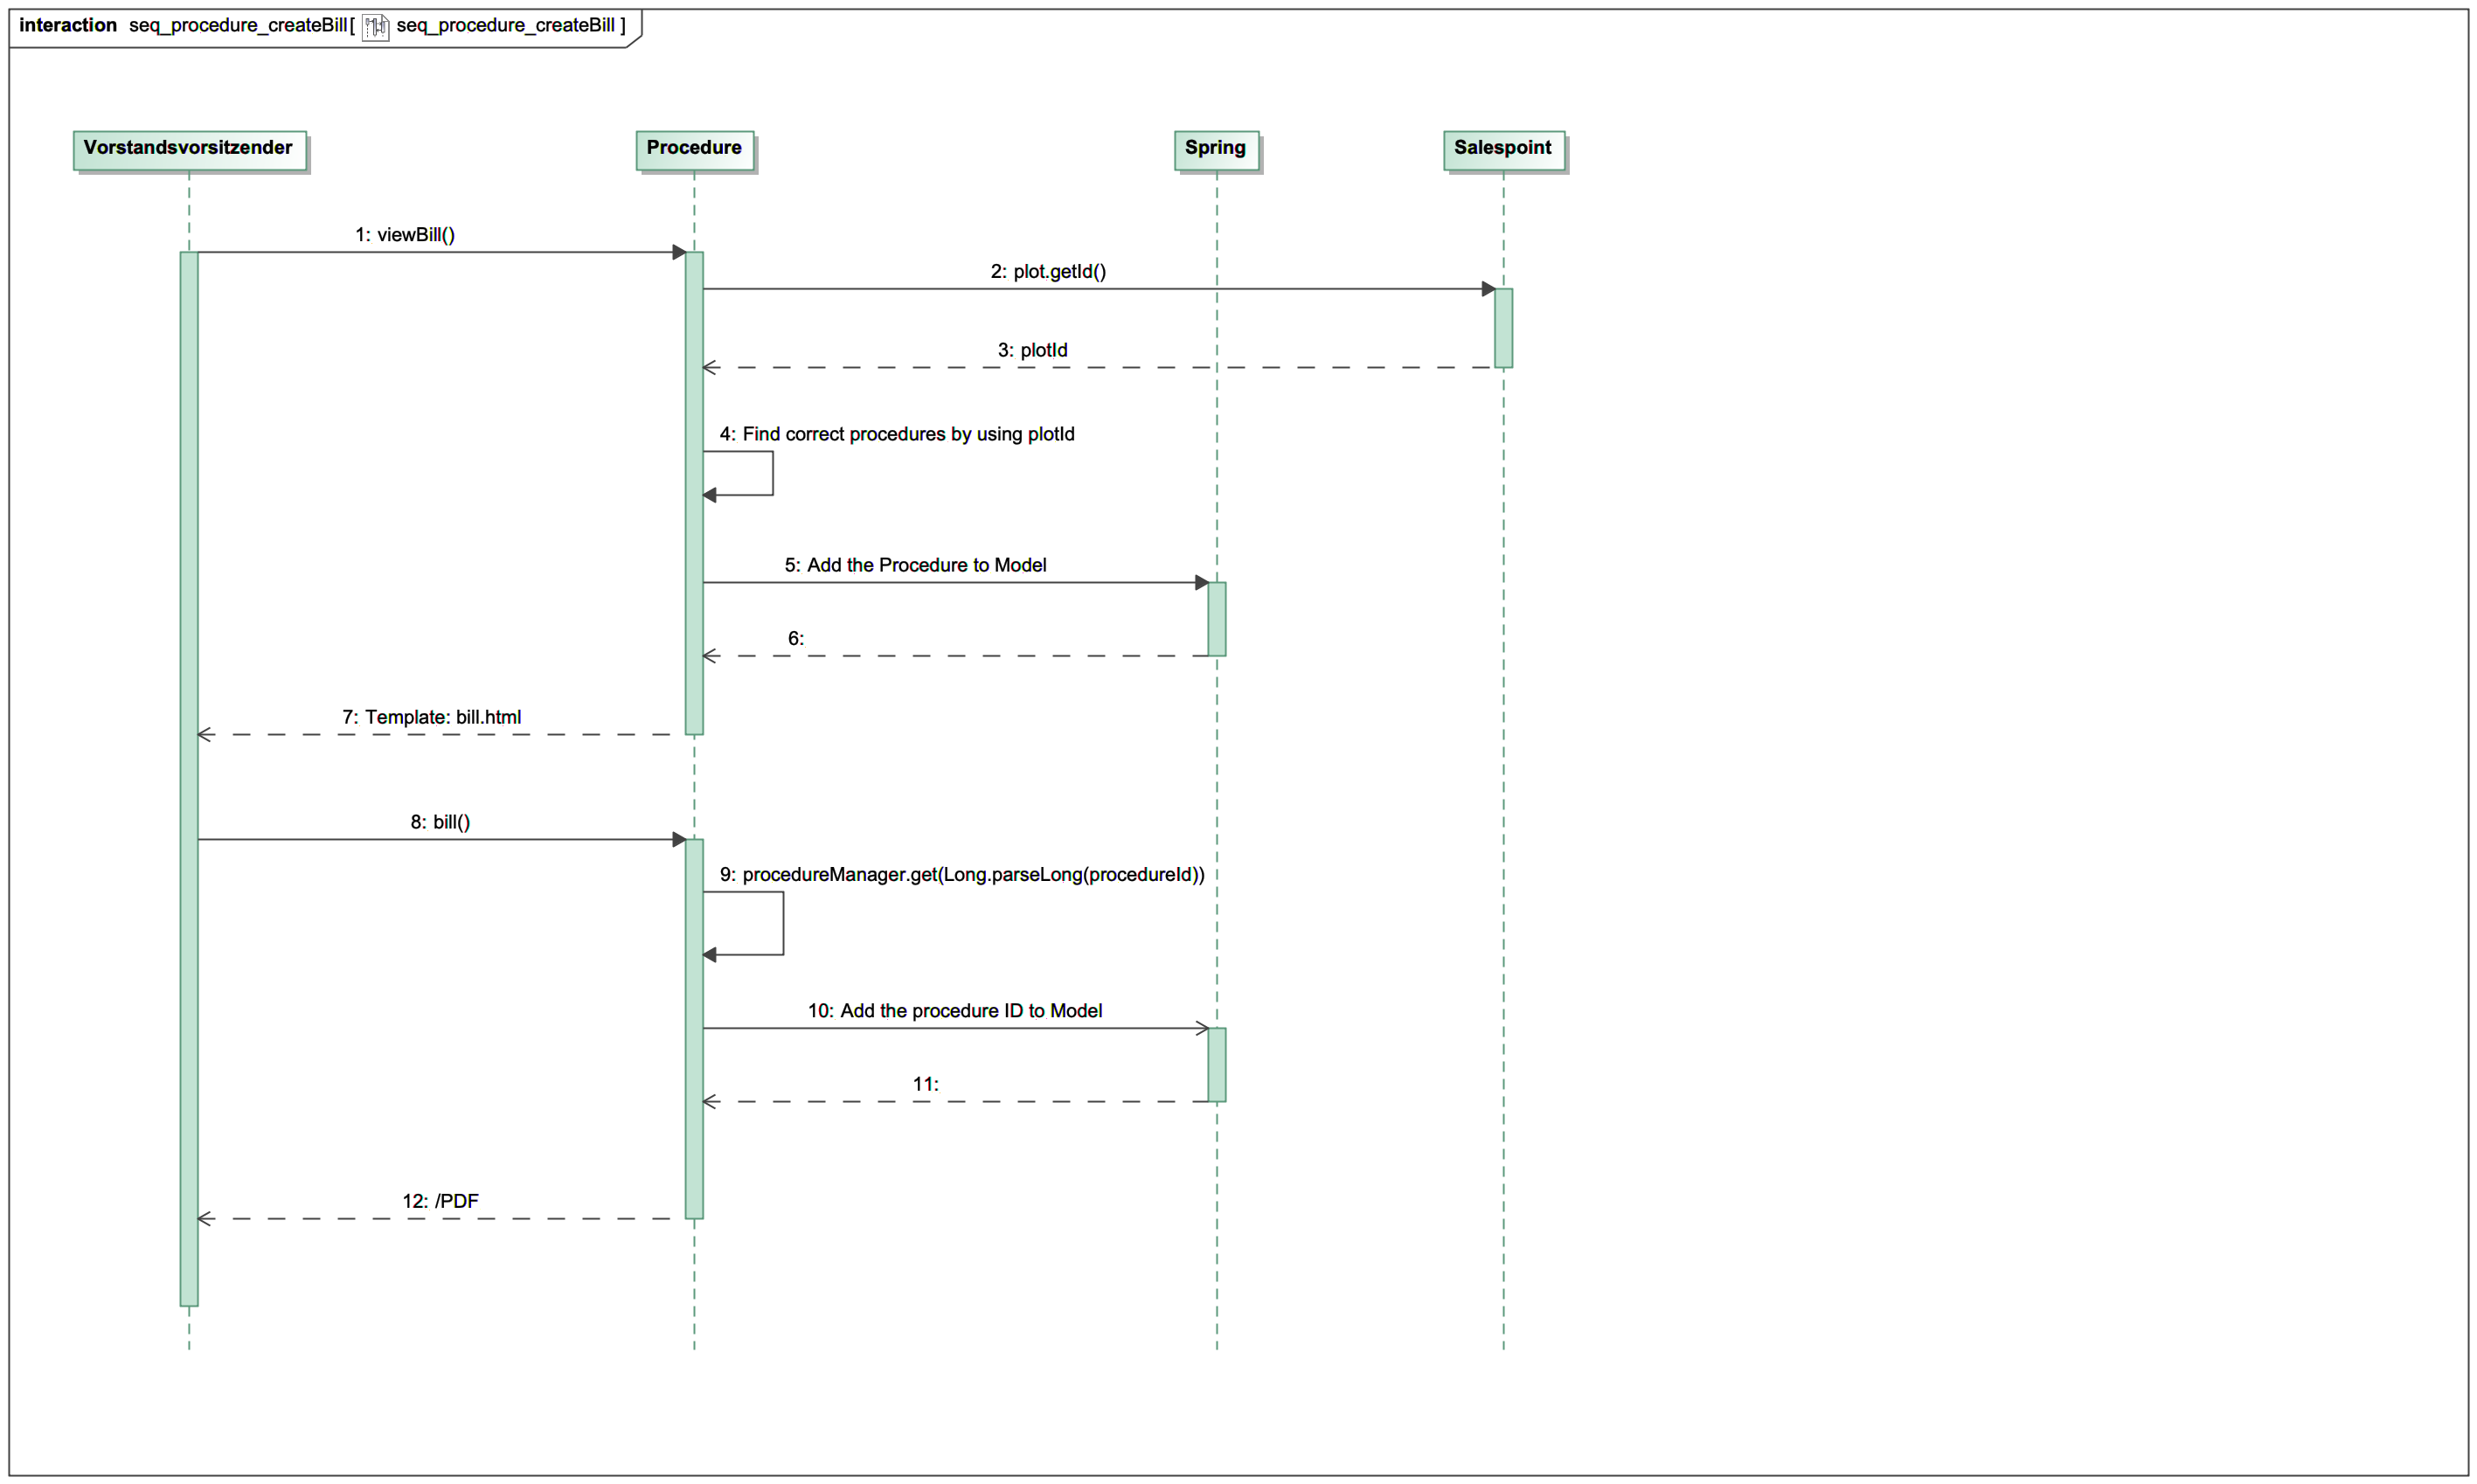 interaction seq_procedure_createBill[ seq_procedure_createBill ]
Vorstandsvorsitzender
Procedure
Spring
Salespoint
1: viewBill()
2: plot.getId()
3: plotId
4: Find correct procedures by using plotId
5: Add the Procedure to Model
6:
7: Template: bill.html
8: bill()
9: procedureManager.get(Long.parseLong(procedureId))
10: Add the procedure ID to Model
11:
12: /PDF